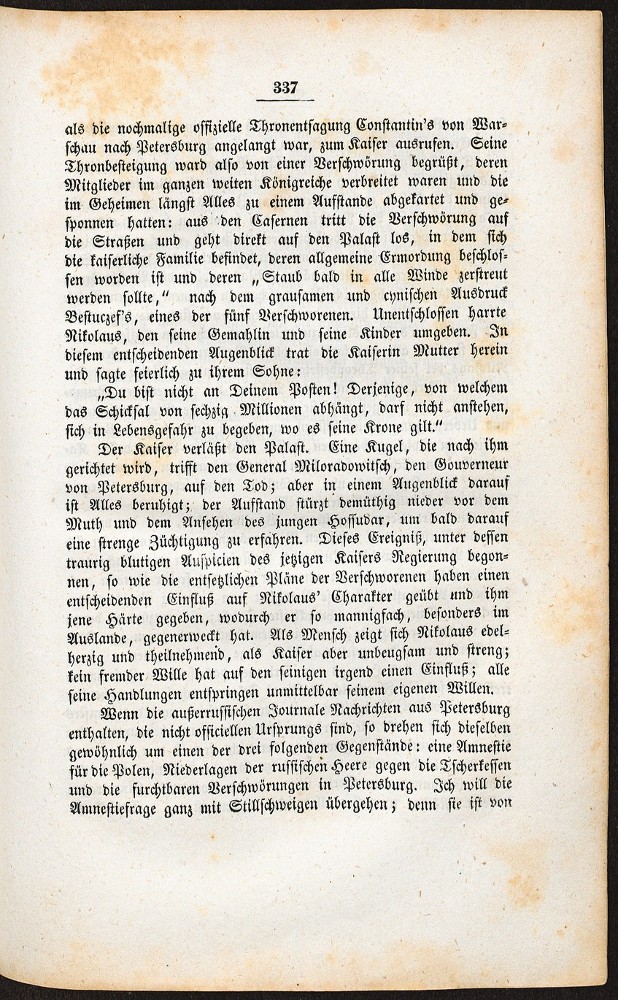 337
als die nochmalige offizielle Thronentsagung Constantin's von War-
schau nach Petersburg angelangt war, zum Kaiser ausrufen. Seine
Thronbesteigung ward also von einer Verschwörung begrüßt, deren
Mitglieder im ganzen weiten Königreiche verbreitet waren und die
im Geheimen längst Alles zu einem Aufstande abgekartet und ge-
sponnen hatten: aus den Casernen tritt die Verschwörung auf
die Straßen und geht direkt auf den Palast los, in dem sich
die kaiserliche Familie befindet, deren allgemeine Ermordung beschlos-
sen worden ist und deren „Staub bald in alle Winde zerstreut
werden sollte,“ nach dem grausamen und cynischen Ausdruck
Bestuczef's, eines der fünf Verschworenen. Unentschlossen harrte
Nikolaus, den seine Gemahlin und seine Kinder umgeben. In
diesem entscheidenden Augenblick trat die Kaiserin Mutter herein
und sagte feierlich zu ihrem Sohne:
„Du bist nicht an Deinem Posten! Derjenige, von welchem
das Schicksal von sechzig Millionen abhängt, darf nicht anstehen,
sich in Lebensgefahr zu begeben, wo es seine Krone gilt.“
Der Kaiser verläßt den Palast. Eine Kugel, die nach ihm
gerichtet wird, trifft den General Miloradowitsch, den Gouverneur
von Petersburg, auf den Tod; aber in einem Augenblick darauf
ist Alles beruhigt; der Aufstand stürzt demüthig nieder vor dem
Muth und dem Ansehen des jungen Hossudar, um bald darauf
eine strenge Züchtigung zu erfahren. Dieses Ereigniß, unter dessen
traurig blutigen Auspicien des jetzigen Kaisers Regierung begon-
nen, so wie die entsetzlichen Pläne der Verschworenen haben einen
entscheidenden Einfluß auf Nikolaus' Charakter geübt und ihm
jene Härte gegeben, wodurch er so mannigfach, besonders im
Auslande, gegenerweckt hat. Als Mensch zeigt sich Nikolaus edel-
herzig und theilnehmend, als Kaiser aber unbeugsam und streng;
kein fremder Wille hat auf den seinigen irgend einen Einfluß; alle
seine Handlungen entspringen unmittelbar seinem eigenen Willen.
Wenn die außerrussischen Journale Nachrichten aus Petersburg
enthalten, die nicht officiellen Ursprungs sind, so drehen sich dieselben
gewöhnlich um einen der drei folgenden Gegenstände: eine Amnestie
für die Polen, Niederlagen der russischen Heere gegen die Tscherkessen
und die furchtbaren Verschwörungen in Petersburg. Ich will die
Amnestiefrage ganz mit Stillschweigen übergehen; denn sie ist von